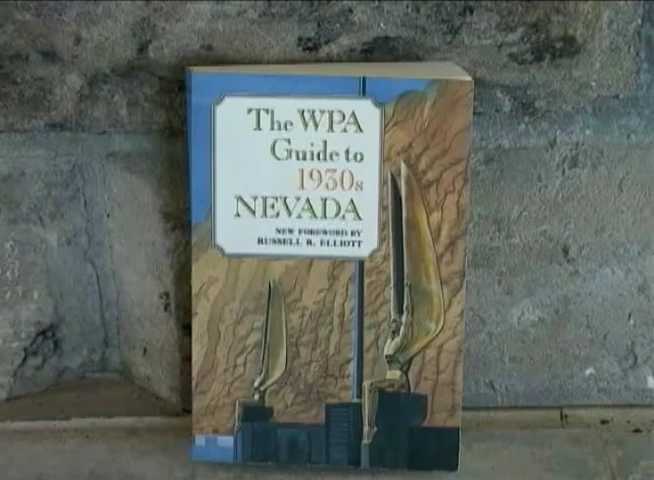 The WPA
Guide to
1930s
NEVADA
NEW FOREWORD BY
RUSSELL R. ELLIOTT